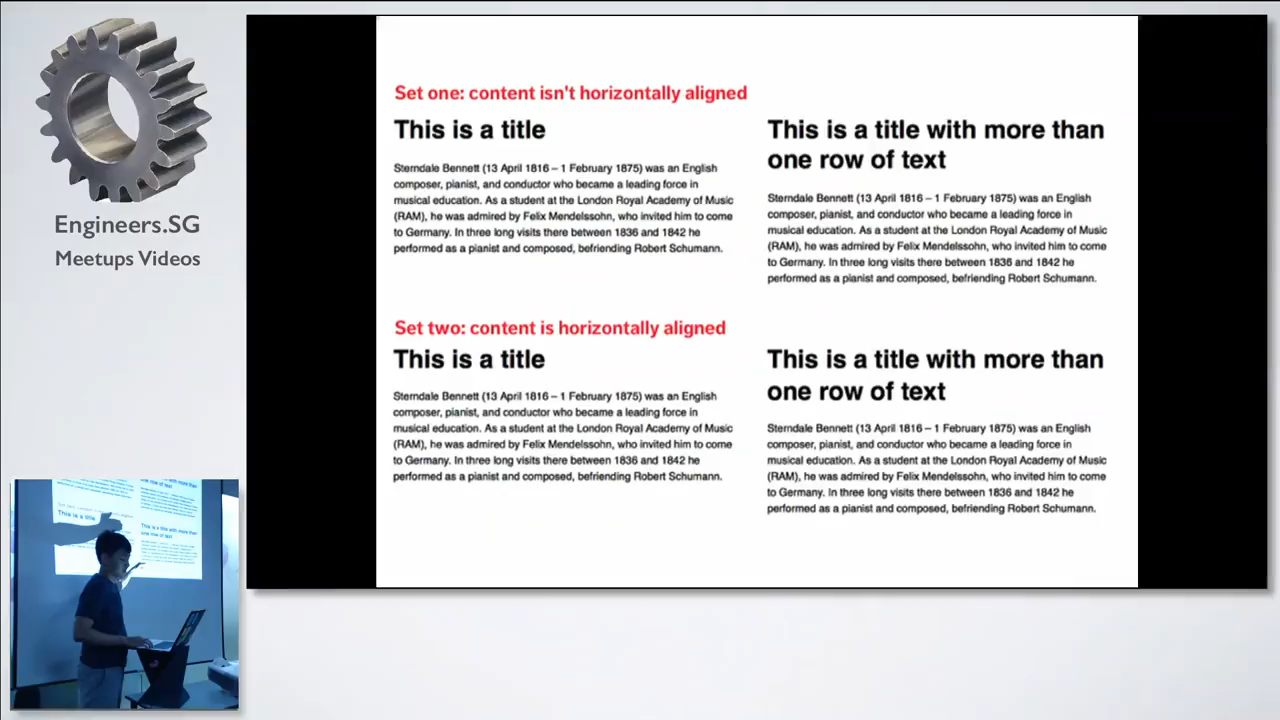 Engineers.SG
Meetups Videos
Set one: content isn't horizontally aligned
This is a title
Sterndale Bennett (13 April 1816 – 1 February 1875) was an English
composer, pianist, and conductor who became a leading force in
musical education. As a student at the London Royal Academy of Music
(RAM), he was admired by Felix Mendelssohn, who invited him to come
to Germany. In three long visits there between 1836 and 1842 he
performed as a pianist and composed, befriending Robert Schumann.
This is a title with more than
one row of text
Sterndale Bennett (13 April 1816 – 1 February 1875) was an English
composer, pianist, and conductor who became a leading force in
musical education. As a student at the London Royal Academy of Music
(RAM), he was admired by Felix Mendelssohn, who invited him to come
to Germany. In three long visits there between 1836 and 1842 he
performed as a pianist and composed, befriending Robert Schumann.
Set two: content is horizontally aligned
This is a title
Sterndale Bennett (13 April 1816 – 1 February 1875) was an English
composer, pianist, and conductor who became a leading force in
musical education. As a student at the London Royal Academy of Music
(RAM), he was admired by Felix Mendelssohn, who invited him to come
to Germany. In three long visits there between 1836 and 1842 he
performed as a pianist and composed, befriending Robert Schumann.
This is a title with more than
one row of text
Sterndale Bennett (13 April 1816 – 1 February 1875) was an English
composer, pianist, and conductor who became a leading force in
musical education. As a student at the London Royal Academy of Music
(RAM), he was admired by Felix Mendelssohn, who invited him to come
to Germany. In three long visits there between 1836 and 1842 he
performed as a pianist and composed, befriending Robert Schumann.
This is a title
This is a title with more than
one row of text